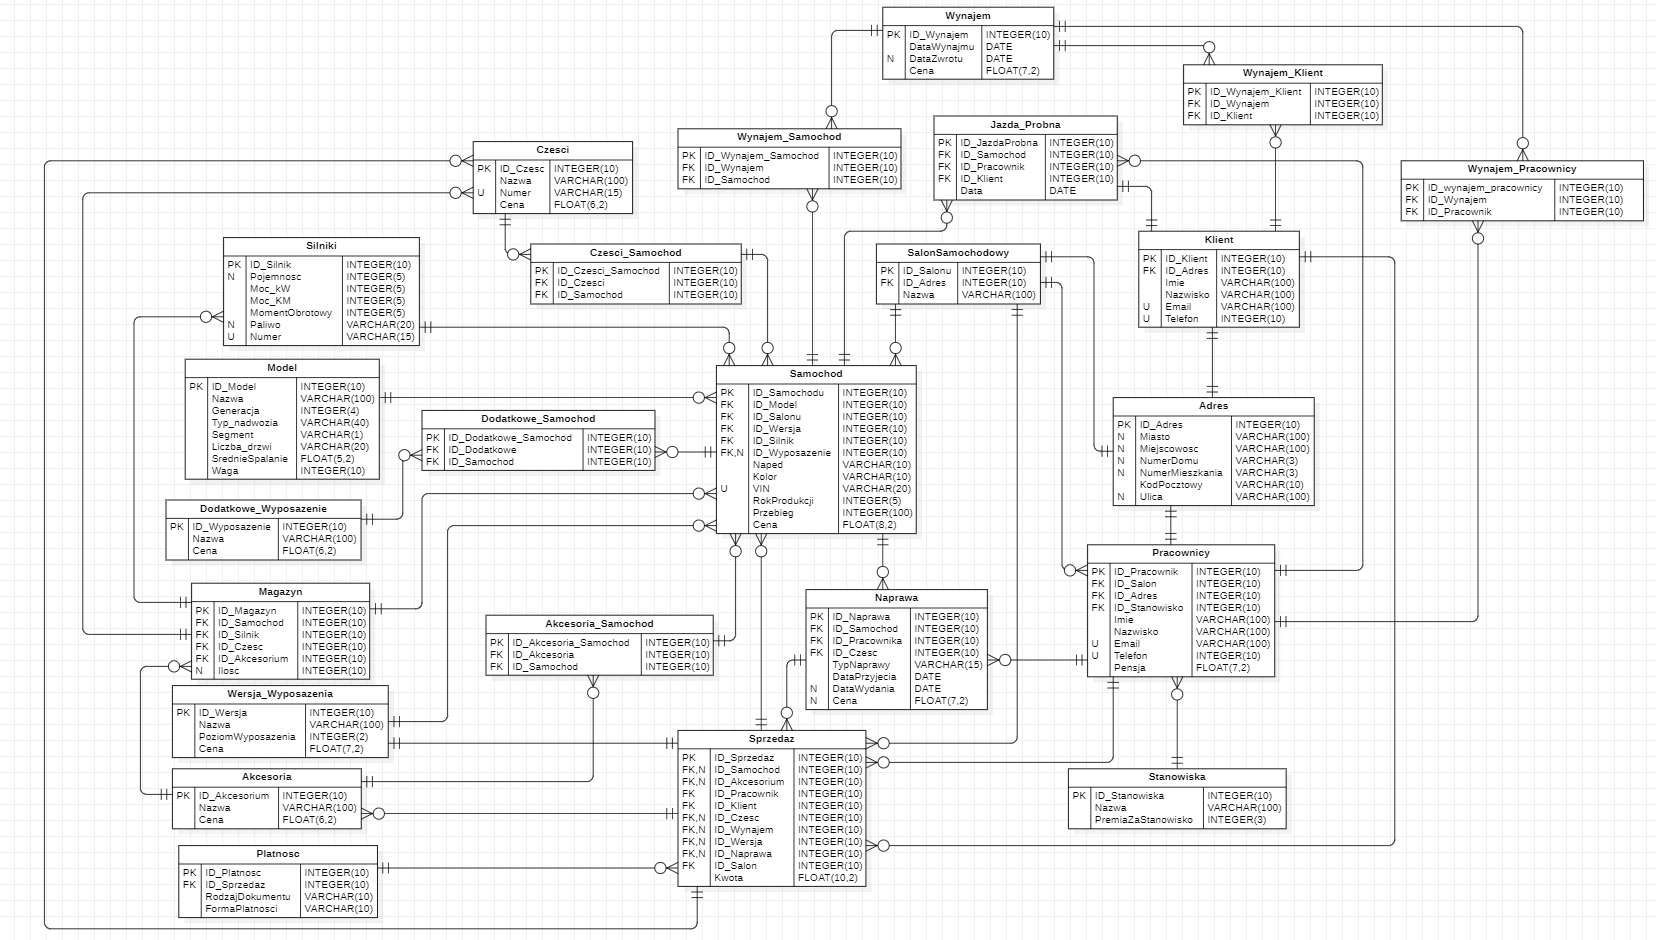 Wynajem
PK ID_Wynajem INTEGER(10)
DataWynajmu DATE
N DataZwrotu DATE
Cena FLOAT(7,2)
Wynajem_Klient
PK ID_Wynajem_Klient INTEGER(10)
FK ID_Wynajem INTEGER(10)
FK ID_Klient INTEGER(10)
Wynajem_Samochod
PK ID_Wynajem_Samochod INTEGER(10)
FK ID_Wynajem INTEGER(10)
FK ID_Samochod INTEGER(10)
Jazda_Probna
PK ID_JazdaProbna INTEGER(10)
FK ID_Samochod INTEGER(10)
FK ID_Pracownik INTEGER(10)
FK ID_Klient INTEGER(10)
Data DATE
Wynajem_Pracownicy
PK ID_wynajem_pracownicy INTEGER(10)
FK ID_Wynajem INTEGER(10)
FK ID_Pracownik INTEGER(10)
Czesci
PK ID_Czesc INTEGER(10)
Nazwa VARCHAR(100)
U Numer VARCHAR(15)
Cena FLOAT(6,2)
Silniki
PK ID_Silnik INTEGER(10)
N Pojemnosc INTEGER(5)
Moc_kW INTEGER(5)
Moc_KM INTEGER(5)
MomentObrotowy INTEGER(5)
N Paliwo VARCHAR(20)
U Numer VARCHAR(15)
Czesci_Samochod
PK ID_Czesci_Samochod INTEGER(10)
FK ID_Czesci INTEGER(10)
FK ID_Samochod INTEGER(10)
SalonSamochodowy
PK ID_Salonu INTEGER(10)
FK ID_Adres INTEGER(10)
Nazwa VARCHAR(100)
Klient
PK ID_Klient INTEGER(10)
FK ID_Adres INTEGER(10)
Imie VARCHAR(100)
Nazwisko VARCHAR(100)
U Email VARCHAR(100)
U Telefon INTEGER(10)
Model
PK ID_Model INTEGER(10)
Nazwa VARCHAR(100)
Generacja INTEGER(4)
Typ_nadwozia VARCHAR(40)
Segment VARCHAR(1)
Liczba_drzwi VARCHAR(20)
SrednieSpalanie FLOAT(5,2)
Waga INTEGER(10)
Samochod
PK ID_Samochodu INTEGER(10)
FK ID_Model INTEGER(10)
FK ID_Salonu INTEGER(10)
FK ID_Wersja INTEGER(10)
FK ID_Silnik INTEGER(10)
FK,N ID_Wyposazenie INTEGER(10)
Naped VARCHAR(10)
Kolor VARCHAR(10)
U VIN VARCHAR(20)
RokProdukcji INTEGER(5)
Przebieg INTEGER(100)
Cena FLOAT(8,2)
Dodatkowe_Samochod
PK ID_Dodatkowe_Samochod INTEGER(10)
FK ID_Dodatkowe INTEGER(10)
FK ID_Samochod INTEGER(10)
Adres
PK ID_Adres INTEGER(10)
N Miasto VARCHAR(100)
N Miejscowosc VARCHAR(100)
N NumerDomu VARCHAR(3)
N NumerMieszkania VARCHAR(3)
KodPocztowy VARCHAR(10)
N Ulica VARCHAR(100)
Dodatkowe_Wyposazenie
PK ID_Wyposazenie INTEGER(10)
Nazwa VARCHAR(100)
Cena FLOAT(6,2)
Pracownicy
PK ID_Pracownik INTEGER(10)
FK ID_Salon INTEGER(10)
FK ID_Adres INTEGER(10)
FK ID_Stanowisko INTEGER(10)
Imie VARCHAR(100)
Nazwisko VARCHAR(100)
U Email VARCHAR(100)
U Telefon INTEGER(10)
Pensja FLOAT(7,2)
Magazyn
PK ID_Magazyn INTEGER(10)
FK ID_Samochod INTEGER(10)
FK ID_Silnik INTEGER(10)
FK ID_Czesc INTEGER(10)
FK ID_Akcesorium INTEGER(10)
N Ilosc INTEGER(10)
Naprawa
PK ID_Naprawa INTEGER(10)
FK ID_Samochod INTEGER(10)
FK ID_Pracownika INTEGER(10)
FK ID_Czesc INTEGER(10)
TypNaprawy VARCHAR(15)
DataPrzyjecia DATE
N DataWydania DATE
N Cena FLOAT(7,2)
Akcesoria_Samochod
PK ID_Akcesoria_Samochod INTEGER(10)
FK ID_Akcesoria INTEGER(10)
FK ID_Samochod INTEGER(10)
Wersja_Wyposazenia
PK ID_Wersja INTEGER(10)
Nazwa VARCHAR(100)
PoziomWyposazenia INTEGER(2)
Cena FLOAT(7,2)
Sprzedaz
PK ID_Sprzedaz INTEGER(10)
FK,N ID_Samochod INTEGER(10)
FK,N ID_Akcesorium INTEGER(10)
FK ID_Pracownik INTEGER(10)
FK ID_Klient INTEGER(10)
FK,N ID_Czesc INTEGER(10)
FK,N ID_Wynajem INTEGER(10)
FK,N ID_Wersja INTEGER(10)
FK,N ID_Naprawa INTEGER(10)
FK ID_Salon INTEGER(10)
Kwota FLOAT(10,2)
Akcesoria
PK ID_Akcesorium INTEGER(10)
Nazwa VARCHAR(100)
Cena FLOAT(6,2)
Stanowiska
PK ID_Stanowiska INTEGER(10)
Nazwa VARCHAR(100)
PremiaZaStanowisko INTEGER(3)
Platnosc
PK ID_Platnosc INTEGER(10)
FK ID_Sprzedaz INTEGER(10)
RodzajDokumentu VARCHAR(10)
FormaPlatnosci VARCHAR(10)